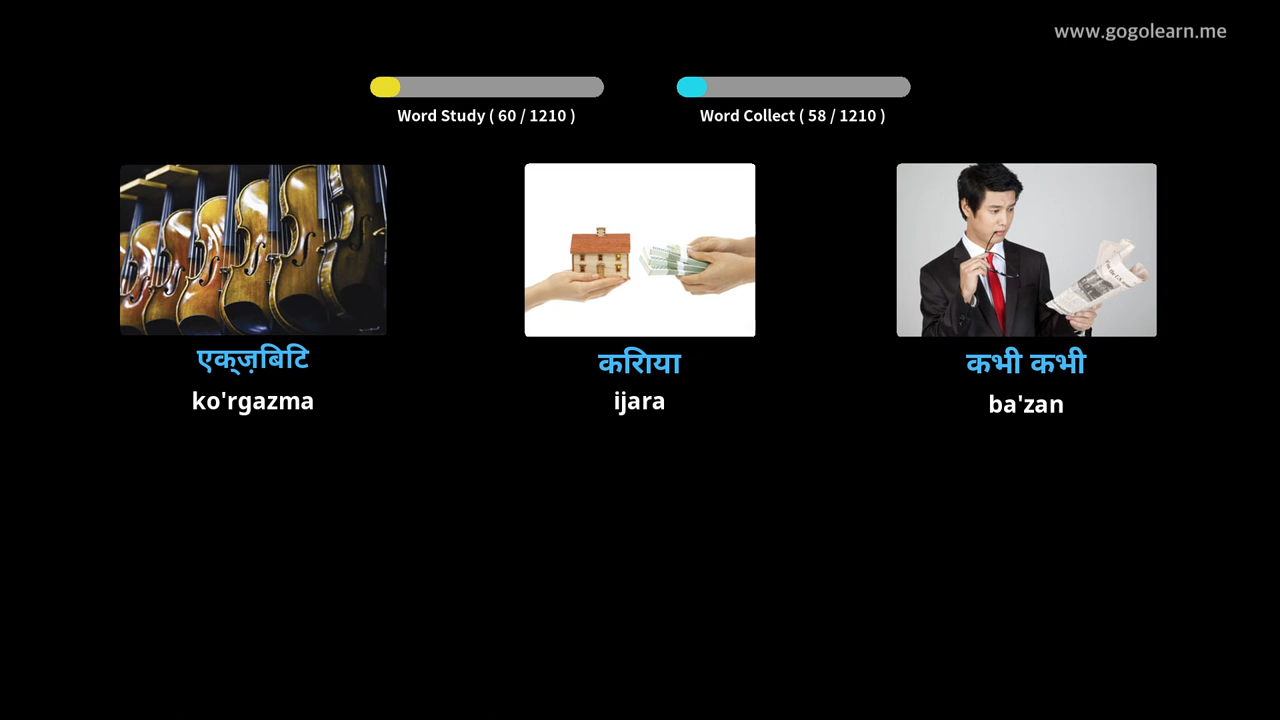 www.gogolearn.me
Word Study ( 60 / 1210 )
Word Collect ( 58 / 1210 )
एक्ज़बिटि
करिाया
कभी कभी
ko'rgazma
ijara
ba'zan